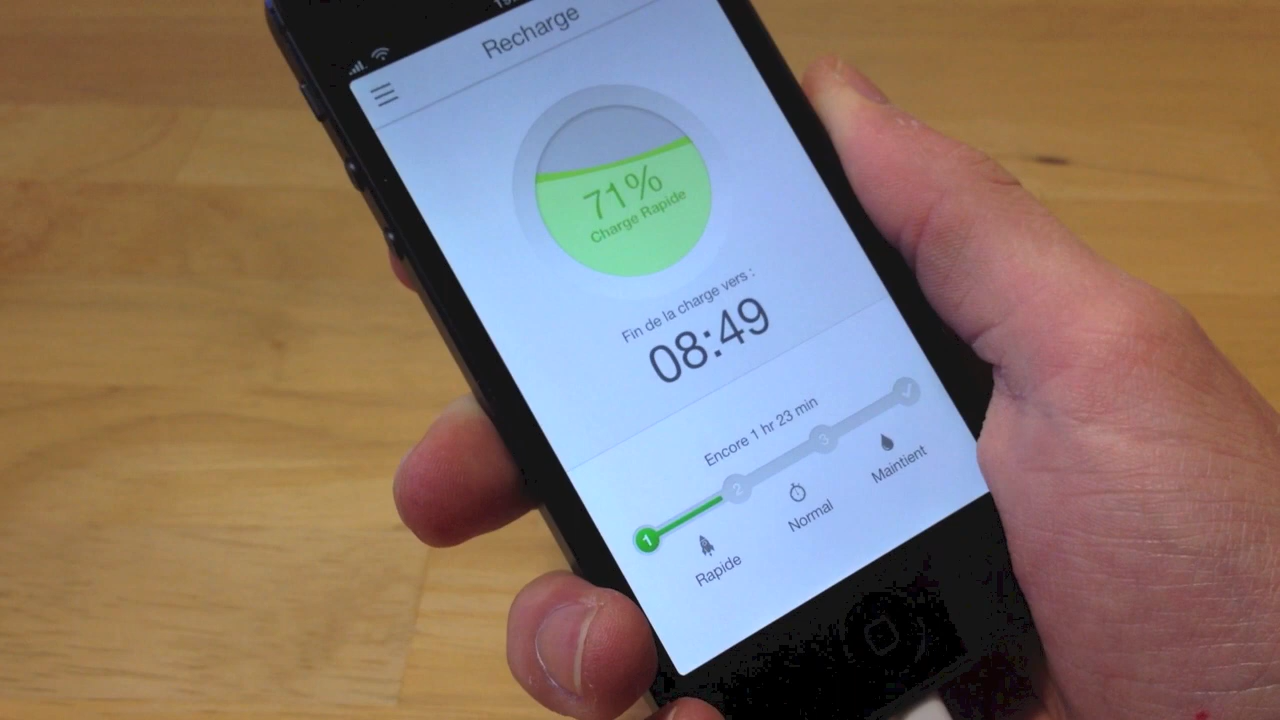 Recharge
71%
Charge Rapide
Fin de la charge vers :
08:49
Encore 1 hr 23 min
1
2
3
Rapide
Normal
Maintient